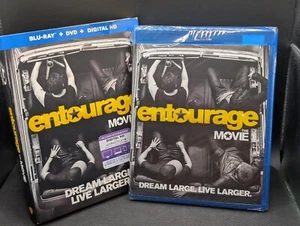 BLU-RAY + DVD + DIGITAL HD
entourage
MOVIE
DREAM LARGE.
LIVE LARGER.
entourage
MOVIE
DREAM LARGE. LIVE LARGER.